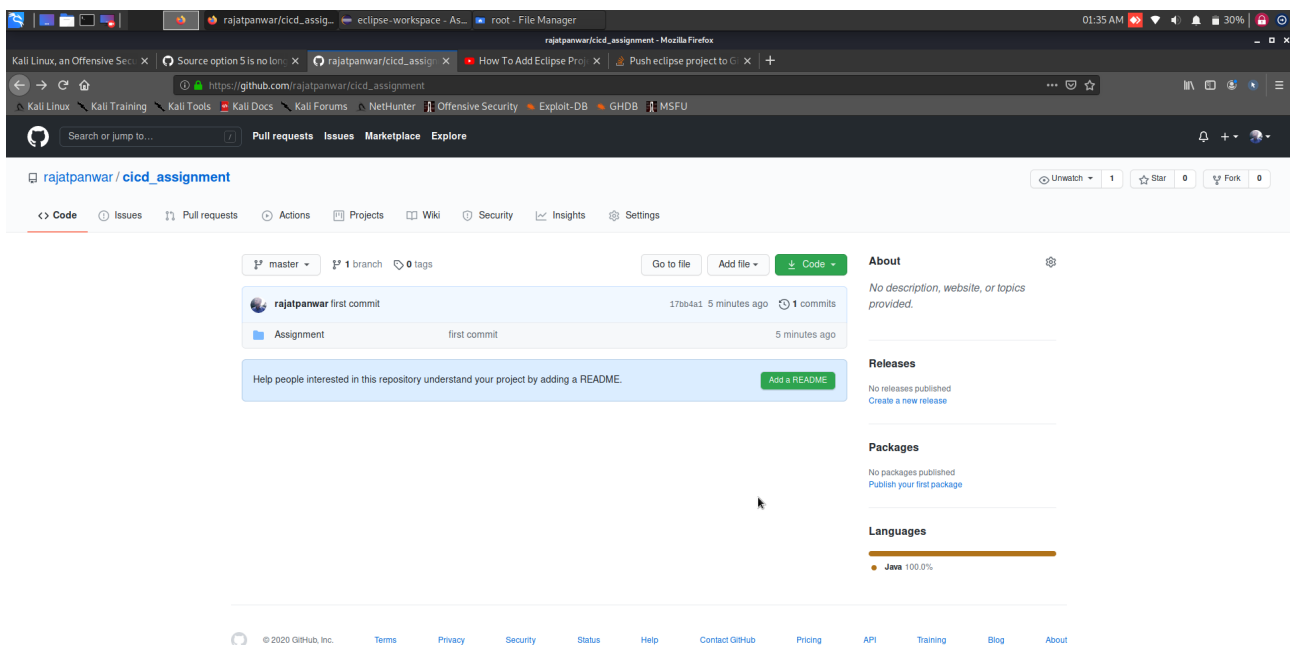 rajatpanwar/cicd_assig... eclipse-workspace - As... root - File Manager 01:35 AM 30%
rajatpanwar/cicd_assignment - Mozilla Firefox
Kali Linux, an Offensive Sec Source option 5 is no long rajatpanwar/cicd_assign How To Add Eclipse Proj Push eclipse project to Gi
https://github.com/rajatpanwar/cicd_assignment
Kali Linux Kali Training Kali Tools Kali Docs Kali Forums NetHunter Offensive Security Exploit-DB GHDB MSFU
Search or jump to... / Pull requests Issues Marketplace Explore
rajatpanwar / cicd_assignment Unwatch 1 Star 0 Fork 0
Code Issues Pull requests Actions Projects Wiki Security Insights Settings
master 1 branch 0 tags Go to file Add file Code
rajatpanwar first commit 17bb4a1 5 minutes ago 1 commits
Assignment first commit 5 minutes ago
Help people interested in this repository understand your project by adding a README. Add a README
About
No description, website, or topics
provided.
Releases
No releases published
Create a new release
Packages
No packages published
Publish your first package
Languages
Java 100.0%
© 2020 GitHub, Inc. Terms Privacy Security Status Help Contact GitHub Pricing API Training Blog About